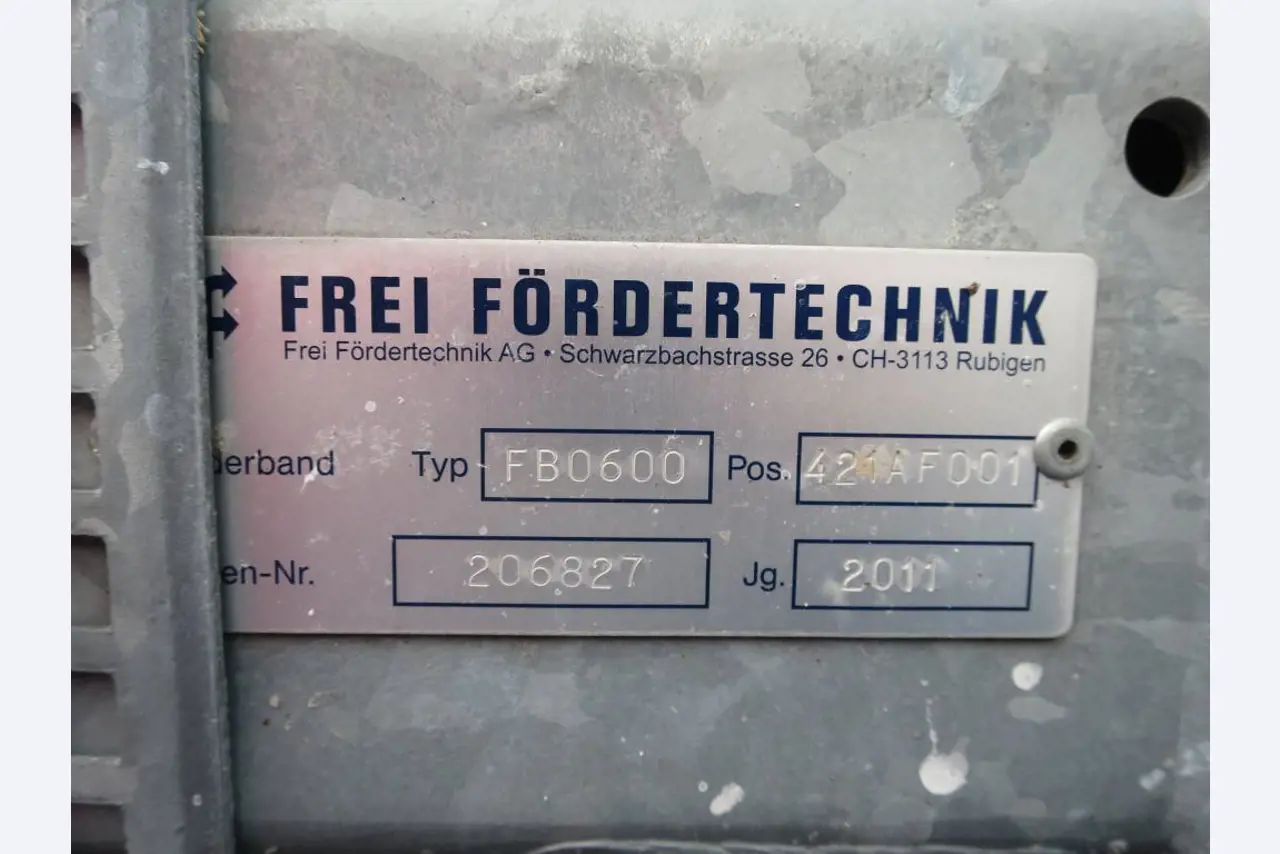 FREI FÖRDERTECHNIK
Frei Fördertechnik AG • Schwarzbachstrasse 26 • CH-3113 Rubigen
derband Typ FB0600 Pos. 421AF001
en-Nr. 206827 Jg. 2011